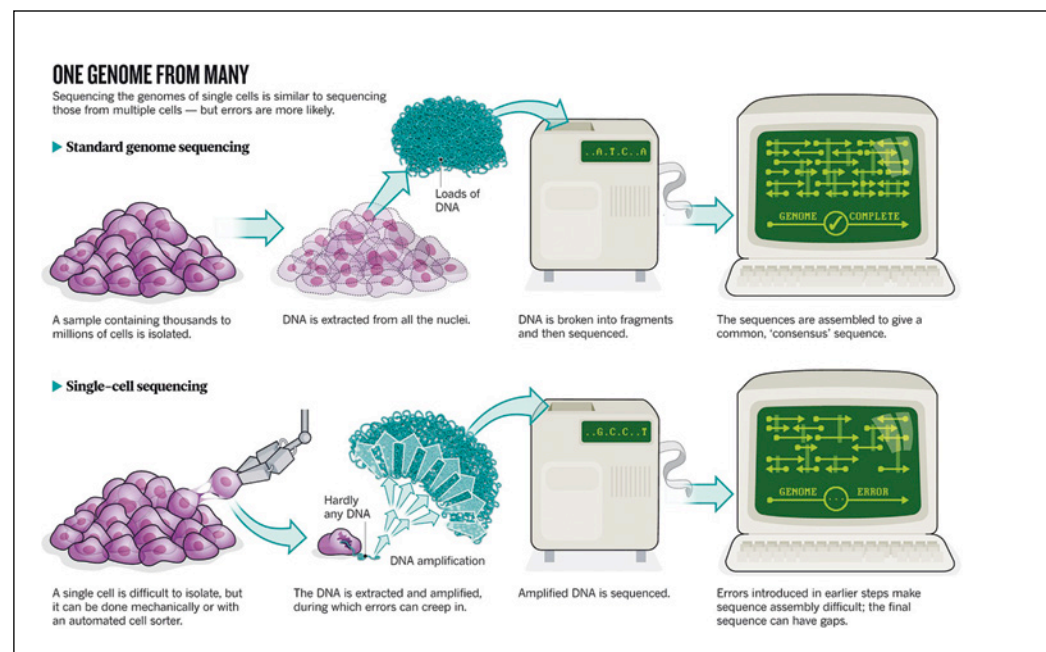 ONE GENOME FROM MANY
Sequencing the genomes of single cells is similar to sequencing
those from multiple cells — but errors are more likely.
▶ Standard genome sequencing
Loads of
DNA
..A.T.C..A
GENOME COMPLETE
A sample containing thousands to
millions of cells is isolated.
DNA is extracted from all the nuclei.
DNA is broken into fragments
and then sequenced.
The sequences are assembled to give a
common, ‘consensus’ sequence.
▶ Single-cell sequencing
Hardly
any DNA
DNA amplification
..G.C.C..T
GENOME ... ERROR
A single cell is difficult to isolate, but
it can be done mechanically or with
an automated cell sorter.
The DNA is extracted and amplified,
during which errors can creep in.
Amplified DNA is sequenced.
Errors introduced in earlier steps make
sequence assembly difficult; the final
sequence can have gaps.